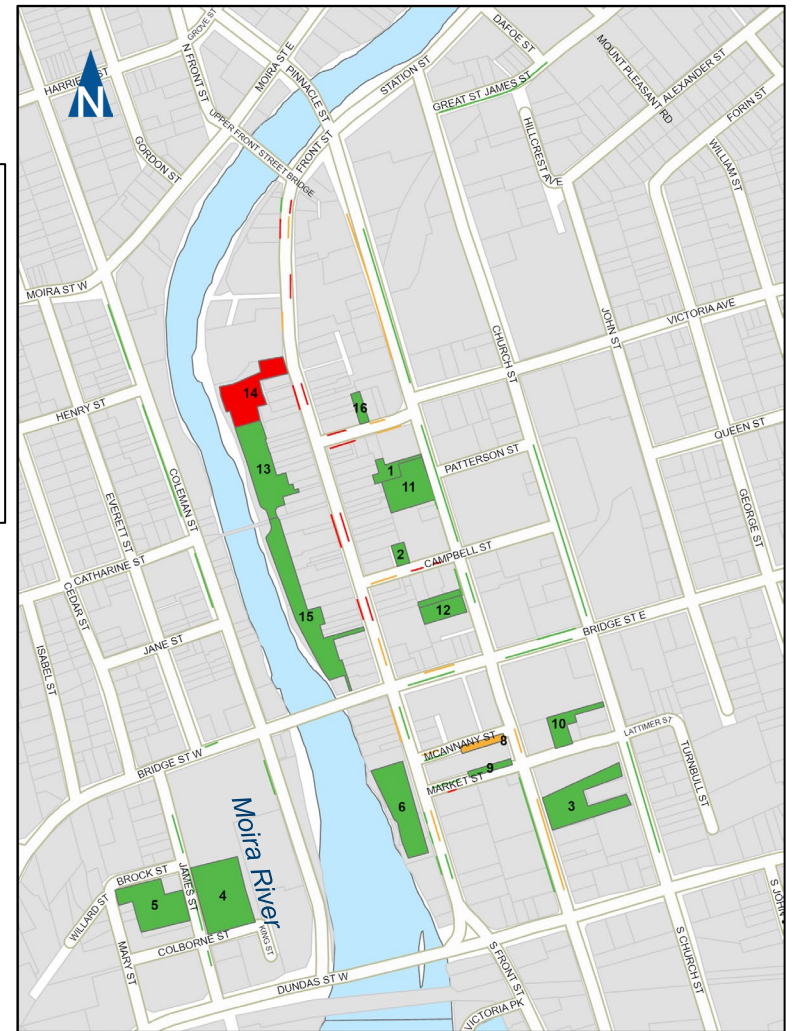 GROVE ST
DAFOE ST
N FRONT ST
MOIRA ST E
MOUNT PLEASANT RD
PINNACLE ST
STATION ST
ALEXANDER ST
N
GREAT ST JAMES ST
FORIN ST
UPPER FRONT STREET BRIDGE
HILLCREST AVE
GORDON ST
FRONT ST
WILLIAM ST
MOIRA ST W
VICTORIA AVE
JOHN ST
CHURCH ST
14
16
HENRY ST
QUEEN ST
PATTERSON ST
13
1
11
COLEMAN ST
EVERETT ST
GEORGE ST
2
CAMPBELL ST
CATHARINE ST
CEDAR ST
15
12
BRIDGE ST E
JANE ST
ISABEL ST
10
LATTIMER ST
MCANNANY ST
8
BRIDGE ST W
9
MARKET ST
TURNBULL ST
6
3
Moira River
BROCK ST
JAMES ST
4
5
WILLARD ST
MARY ST
COLBORNE ST
KING ST
S FRONT ST
S CHURCH ST
DUNDAS ST W
VICTORIA PK